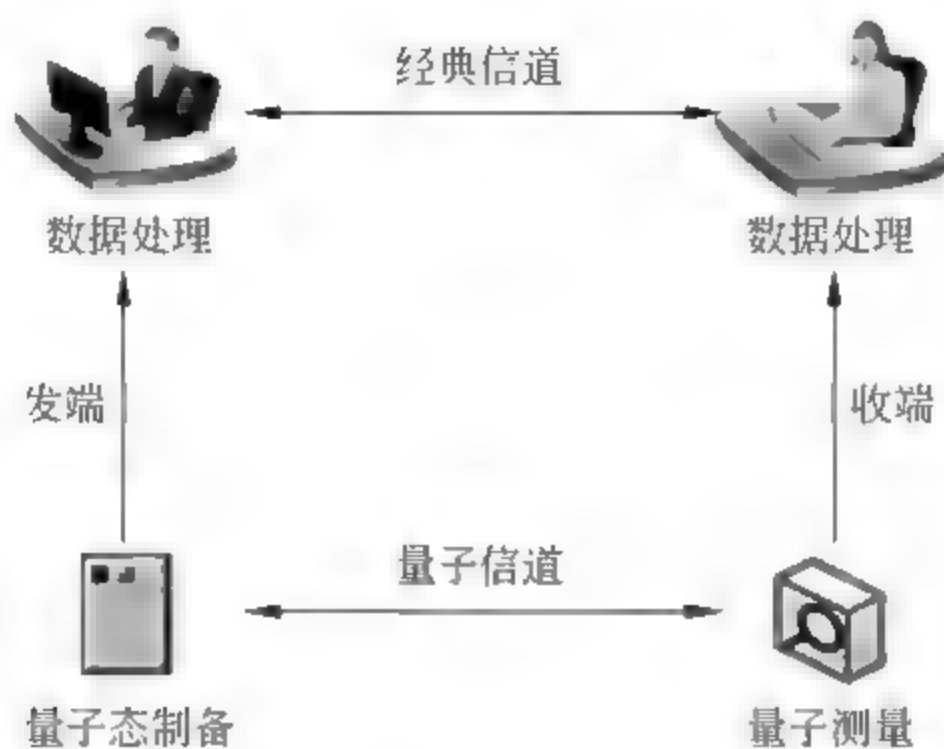 经典信道
数据处理
数据处理
发端
收端
量子信道
量子态制备
量子测量